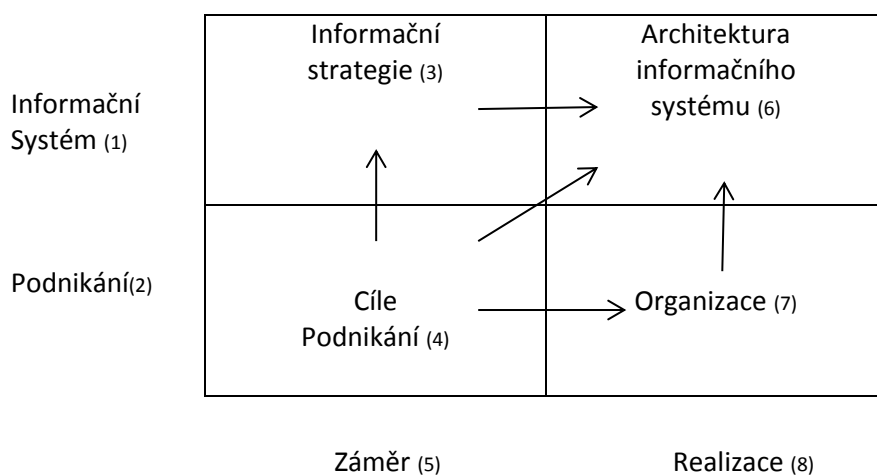 Informační
strategie (3)
Architektura
informačního
systému (6)
Informační
Systém (1)
Podnikání(2)
Cíle
Podnikání (4)
Organizace (7)
Záměr (5)
Realizace (8)